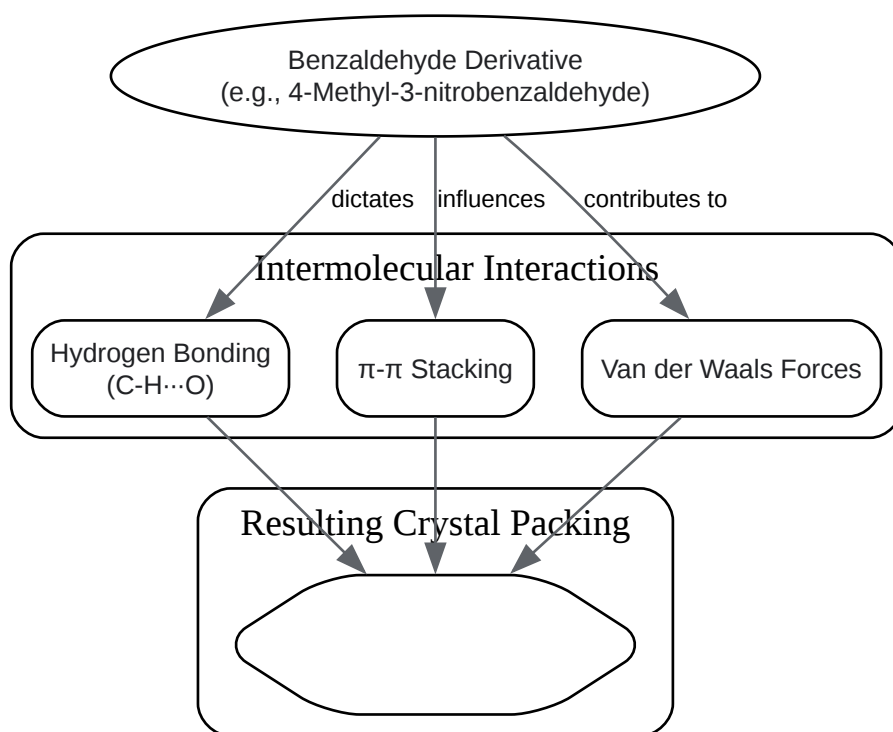 Benzaldehyde Derivative
(e.g., 4-Methyl-3-nitrobenzaldehyde)
dictates
influences
contributes to
Intermolecular Interactions
Hydrogen Bonding
(C-H···O)
π-π Stacking
Van der Waals Forces
Resulting Crystal Packing